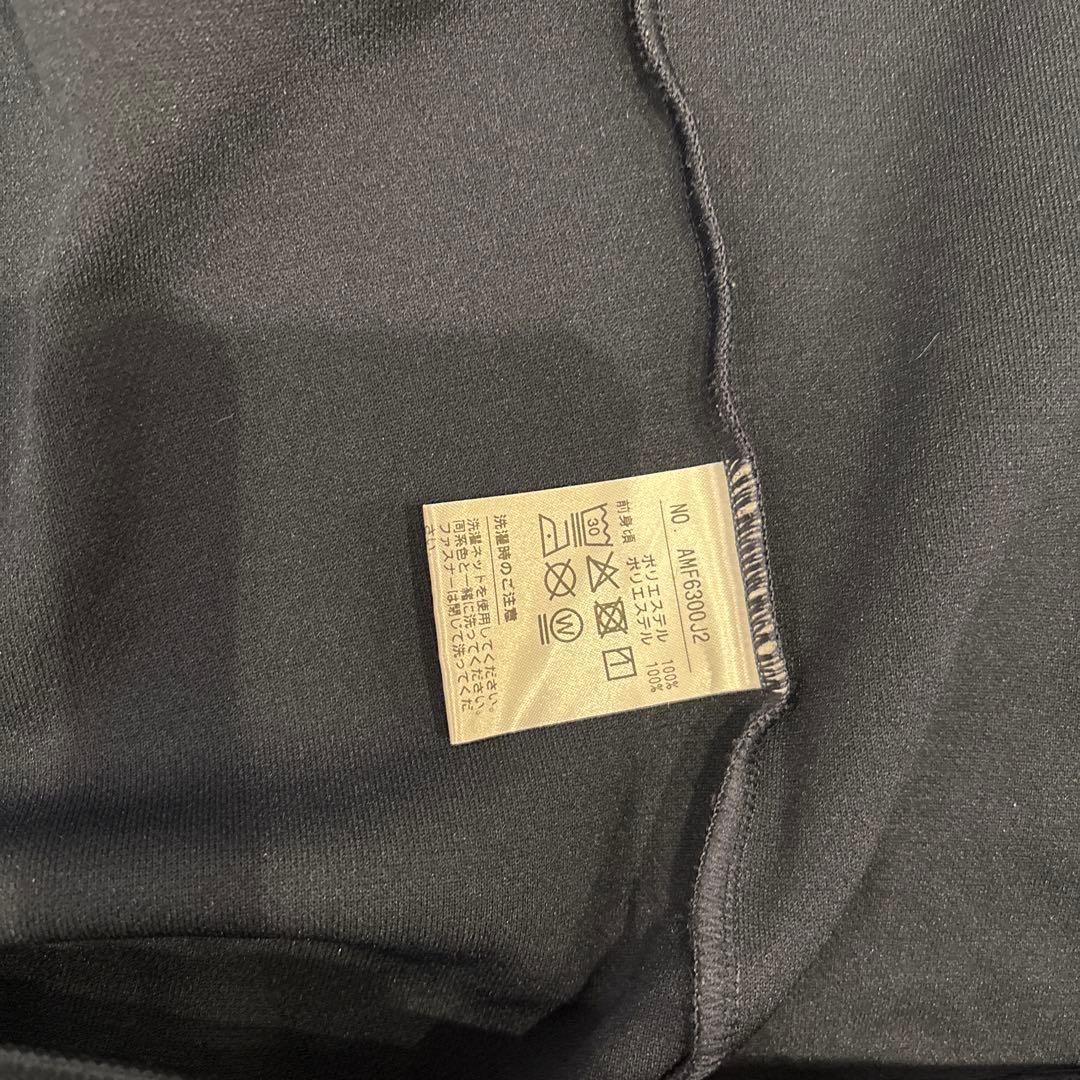 NO. AMF6300J2
ポリエステル 100%
前身頃 ポリエステル 100%
30
W
洗濯時のご注意
洗濯ネットを使用してください。
同系色と一緒に洗ってください。
ファスナーは閉じて洗ってくだ
さい。